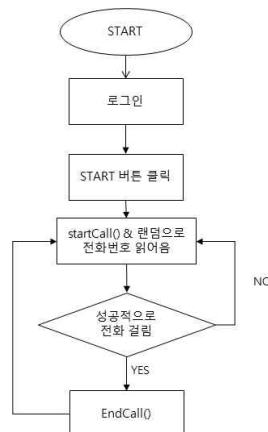 START
로그인
START 버튼 클릭
startCall() & 랜덤으로
전화번호 읽어옴
NO
성공적으로
전화 걸림
YES
EndCall()